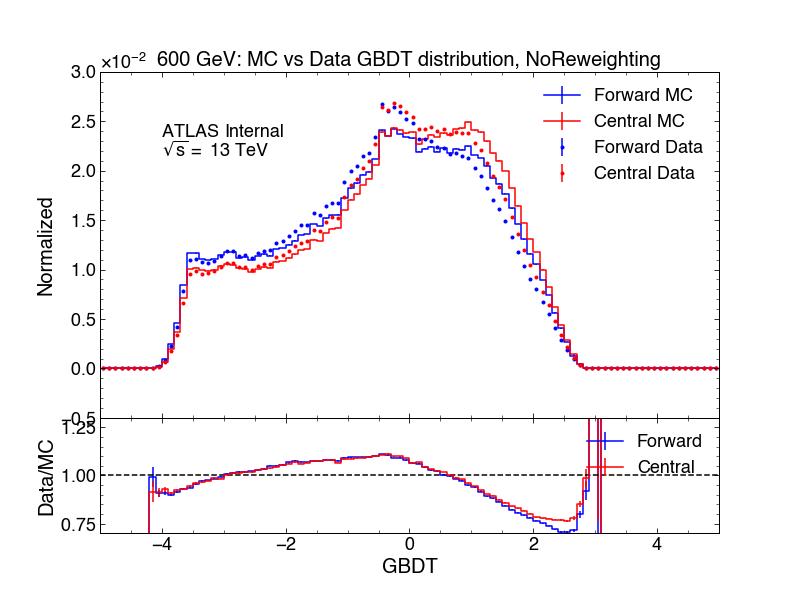 ×10⁻² 600 GeV: MC vs Data GBDT distribution, NoReweighting
3.0
2.5
2.0
1.5
1.0
0.5
0.0
-0.5
Normalized
ATLAS Internal
√s = 13 TeV
Forward MC
Central MC
Forward Data
Central Data
1.25
1.00
0.75
Data/MC
Forward
Central
−4 −2 0 2 4
GBDT